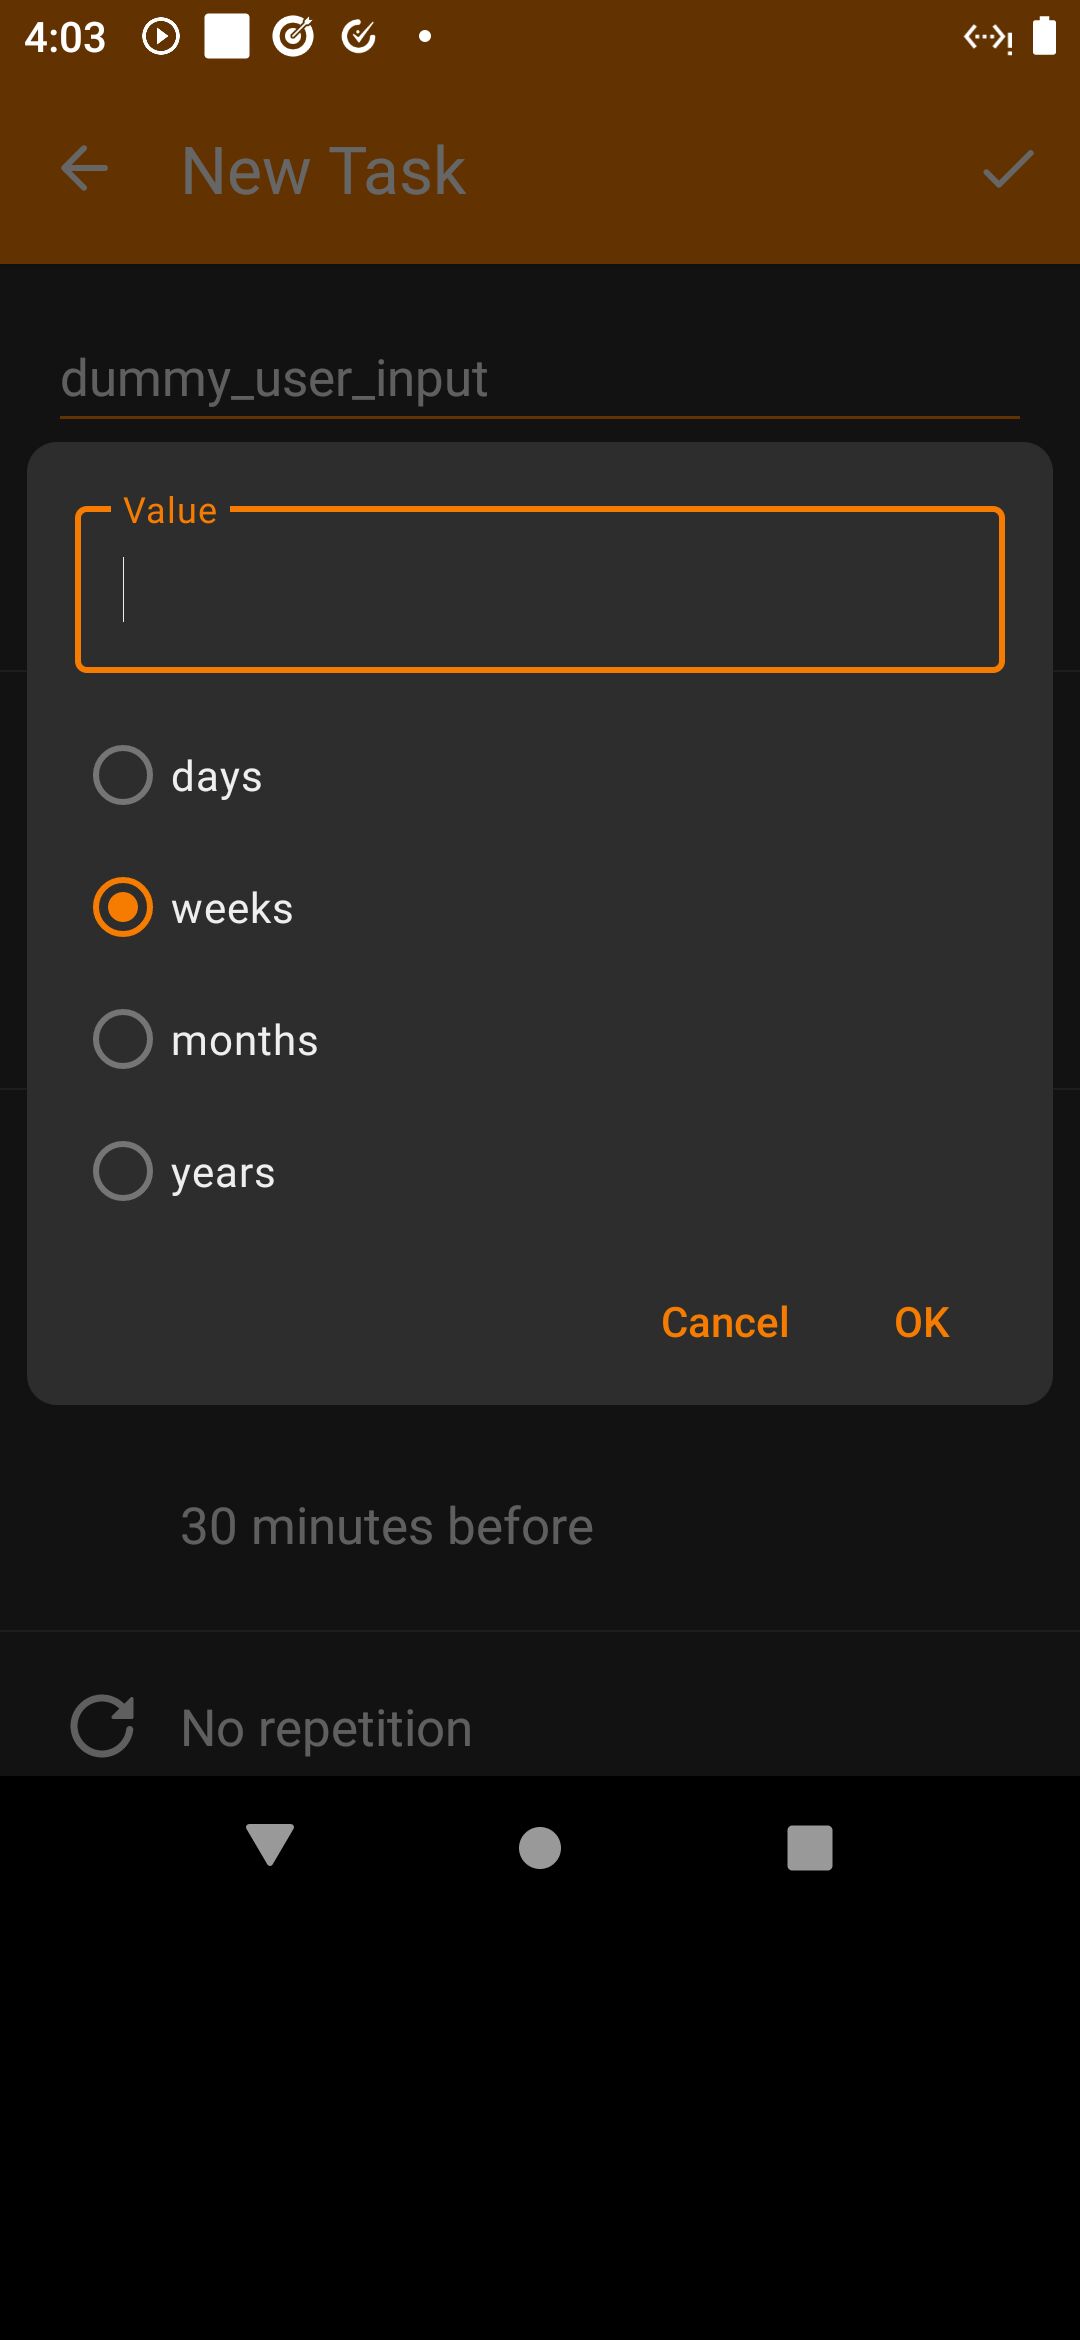 4:03
New Task
dummy_user_input
Value
days
weeks
months
years
Cancel OK
30 minutes before
No repetition